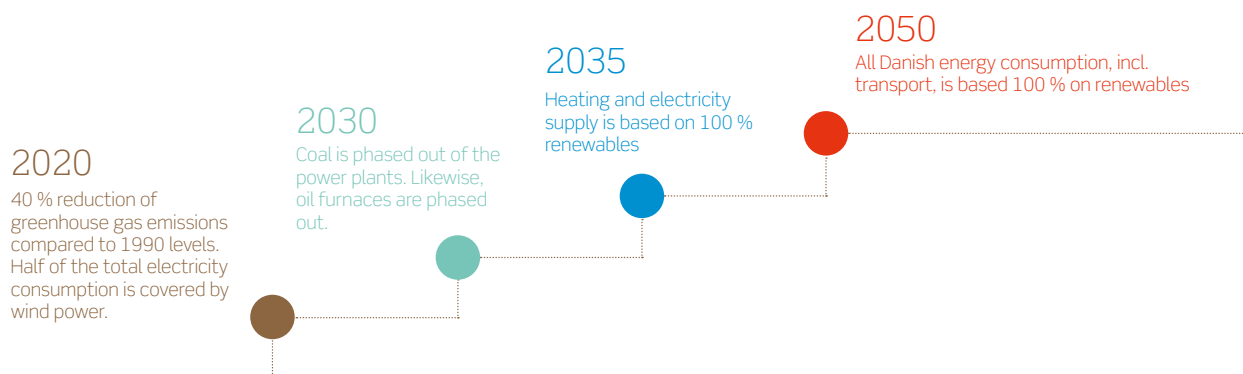 2020
40 % reduction of
greenhouse gas emissions
compared to 1990 levels.
Half of the total electricity
consumption is covered by
wind power.
2030
Coal is phased out of the
power plants. Likewise,
oil furnaces are phased
out.
2035
Heating and electricity
supply is based on 100 %
renewables
2050
All Danish energy consumption, incl.
transport, is based 100 % on renewables